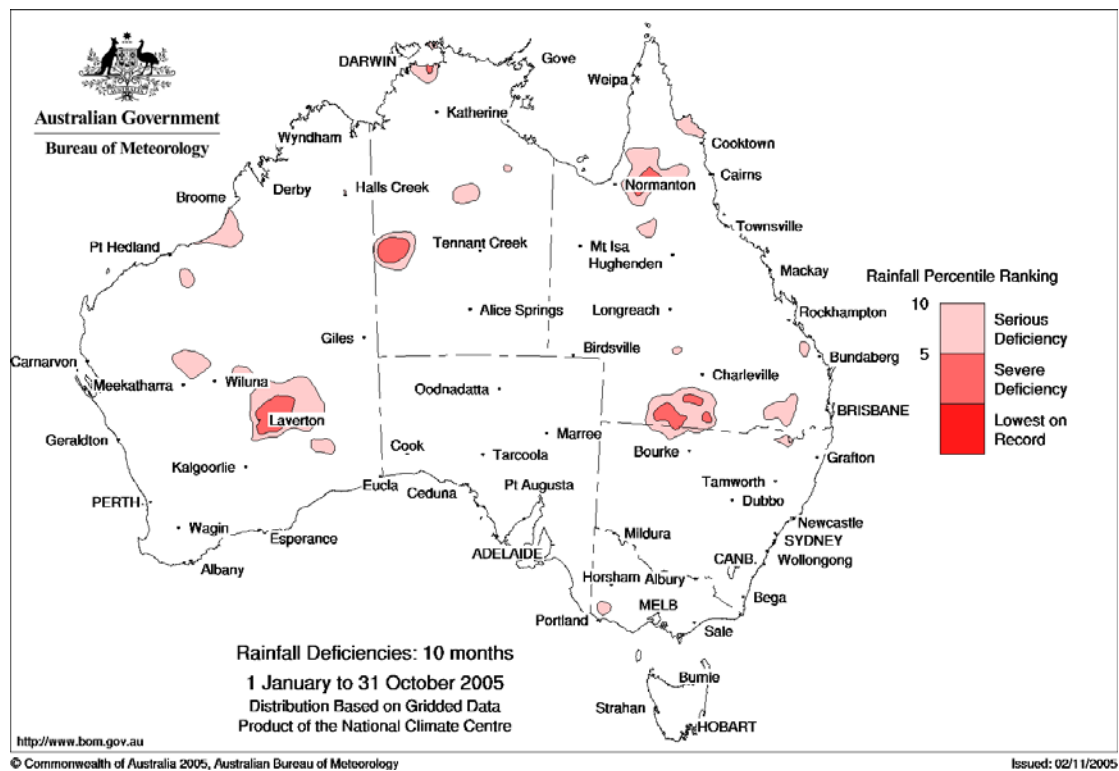 Australian Government
Bureau of Meteorology
DARWIN
Gove
Weipa
Katherine
Cooktown
Wyndham
Cairns
Normanton
Derby
Halls Creek
Broome
Townsville
Pt Hedland
Tennant Creek
Mt Isa
Hughenden
Mackay
Alice Springs
Longreach
Rockhampton
Giles
Birdsville
Bundaberg
Carnarvon
Meekatharra
Wiluna
Oodnadatta
Charleville
BRISBANE
Laverton
Geraldton
Cook
Marree
Bourke
Grafton
Kalgoorlie
Tarcoola
Eucla
Ceduna
Pt Augusta
Tamworth
Dubbo
PERTH
Wagin
Esperance
Mildura
Newcastle
SYDNEY
Wollongong
ADELAIDE
CANB.
Albany
Horsham
Albury
Bega
MELB
Portland
Sale
Burnie
Strahan
HOBART
Rainfall Percentile Ranking
10
Serious
Deficiency
5
Severe
Deficiency
Lowest on
Record
Rainfall Deficiencies: 10 months
1 January to 31 October 2005
Distribution Based on Gridded Data
Product of the National Climate Centre
http://www.bom.gov.au
© Commonwealth of Australia 2005, Australian Bureau of Meteorology
Issued: 02/11/2005